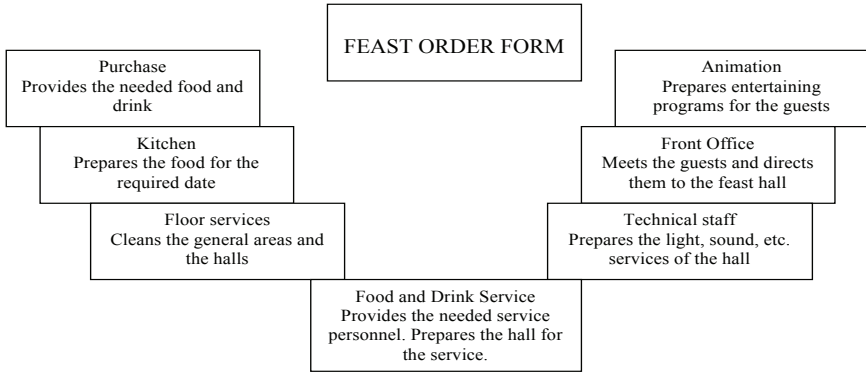 FEAST ORDER FORM
Purchase
Provides the needed food and
drink
Kitchen
Prepares the food for the
required date
Floor services
Cleans the general areas and
the halls
Food and Drink Service
Provides the needed service
personnel. Prepares the hall for
the service.
Animation
Prepares entertaining
programs for the guests
Front Office
Meets the guests and directs
them to the feast hall
Technical staff
Prepares the light, sound, etc.
services of the hall